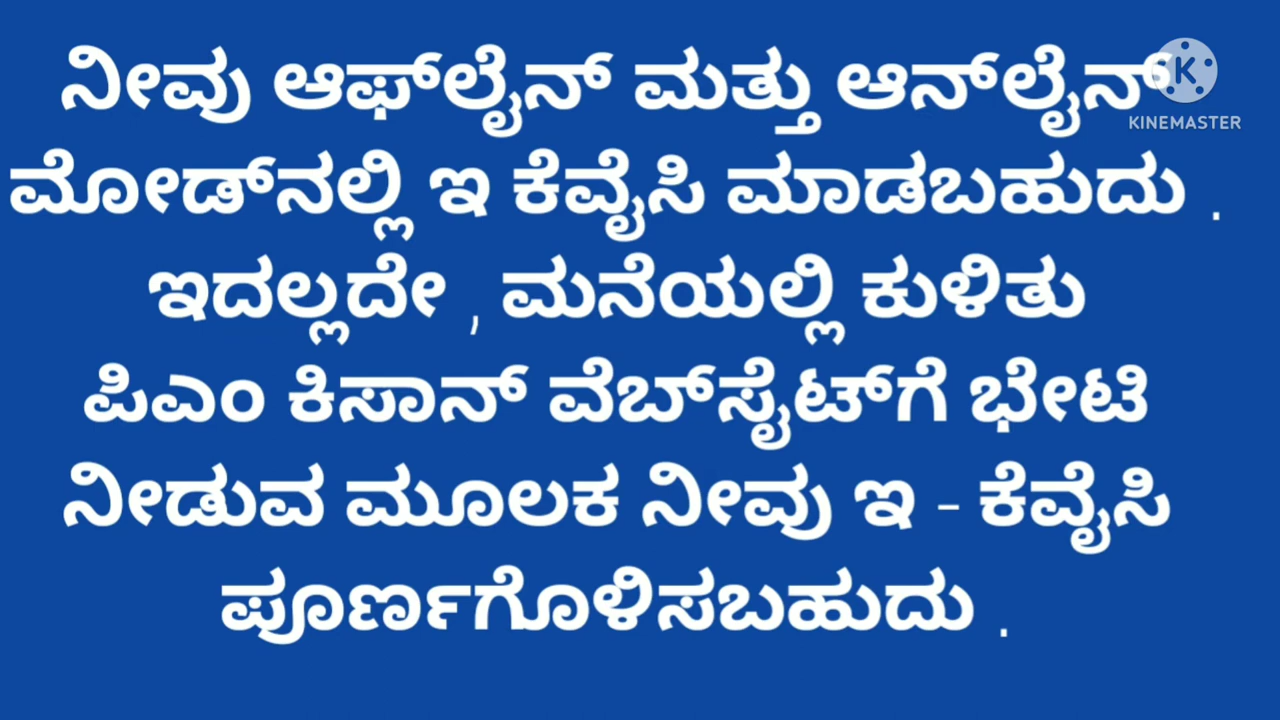 ನೀವು ಆಫ್‌ಲೈನ್ ಮತ್ತು ಆನ್‌ಲೈನ್
KINEMASTER
ಮೋಡ್‌ನಲ್ಲಿ ಇ ಕೆವೈಸಿ ಮಾಡಬಹುದು .
ಇದಲ್ಲದೇ , ಮನೆಯಲ್ಲಿ ಕುಳಿತು
ಪಿಎಂ ಕಿಸಾನ್ ವೆಬ್‌ಸೈಟ್‌ಗೆ ಭೇಟಿ
ನೀಡುವ ಮೂಲಕ ನೀವು ಇ - ಕೆವೈಸಿ
ಪೂರ್ಣಗೊಳಿಸಬಹುದು .